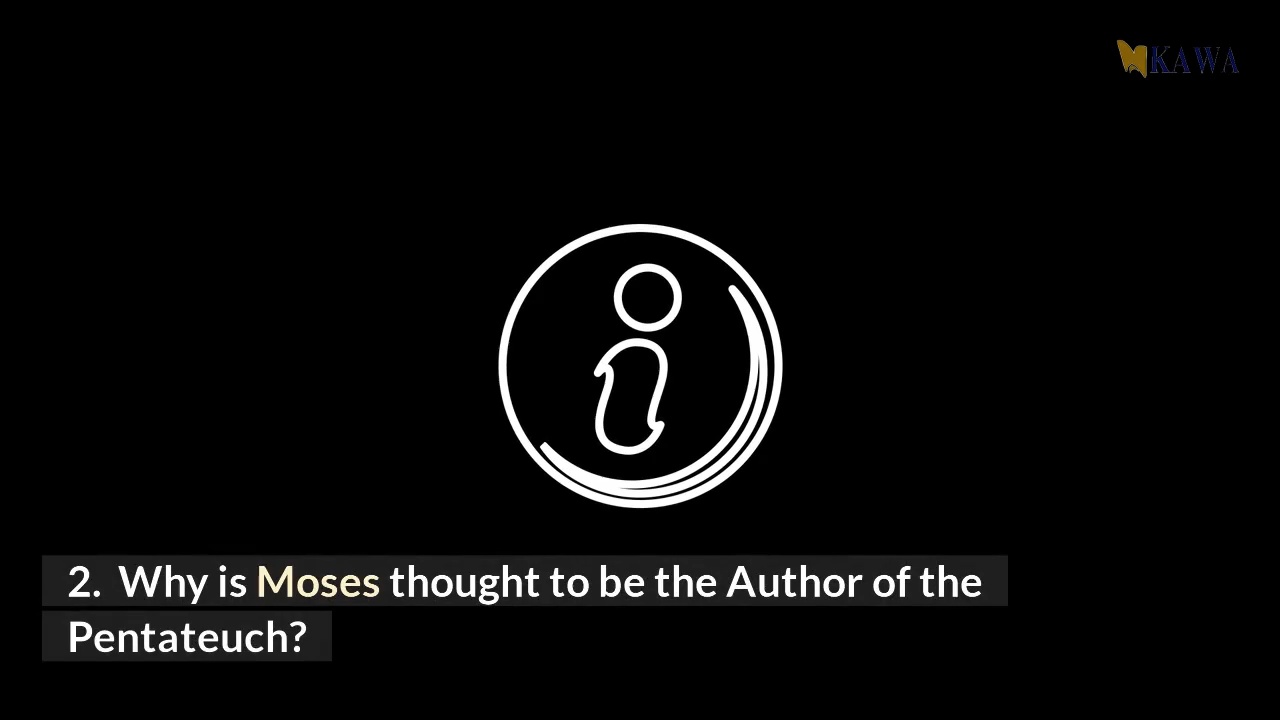 KAWA
2. Why is Moses thought to be the Author of the
Pentateuch?